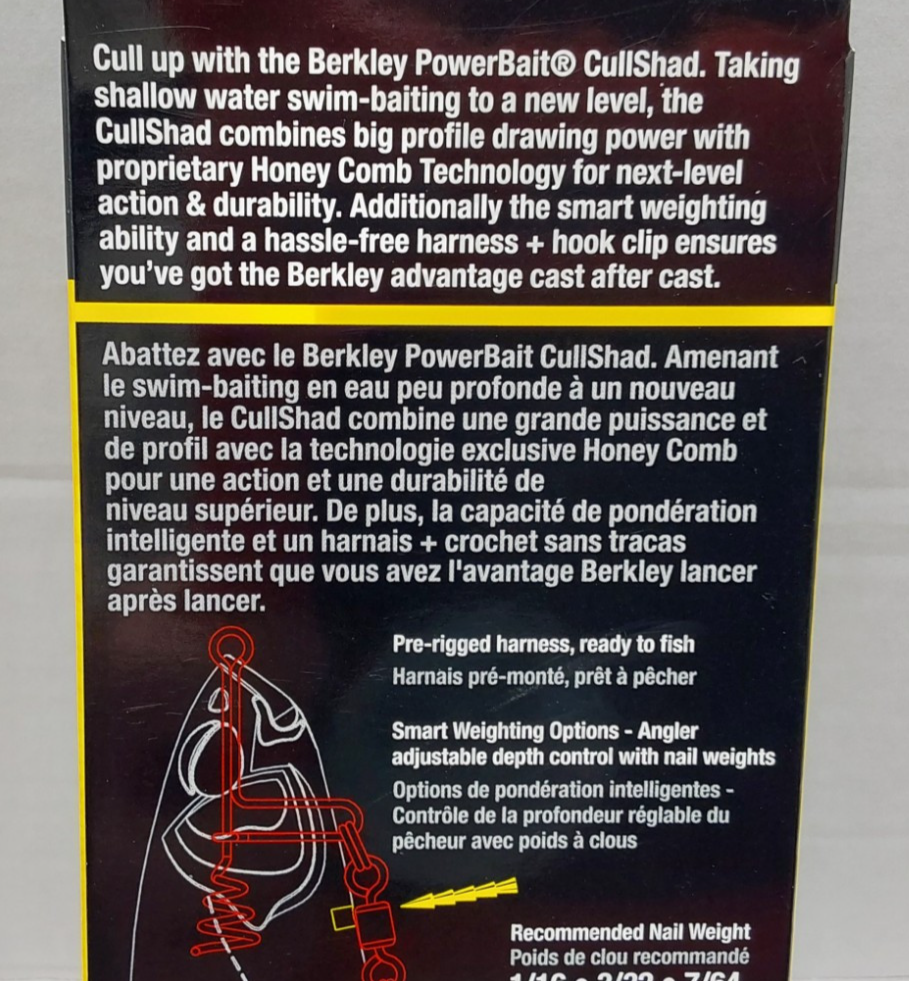 Cull up with the Berkley PowerBait® CullShad. Taking
shallow water swim-baiting to a new level, the
CullShad combines big profile drawing power with
proprietary Honey Comb Technology for next-level
action & durability. Additionally the smart weighting
ability and a hassle-free harness + hook clip ensures
you've got the Berkley advantage cast after cast.
Abattez avec le Berkley PowerBait CullShad. Amenant
le swim-baiting en eau peu profonde à un nouveau
niveau, le CullShad combine une grande puissance et
de profil avec la technologie exclusive Honey Comb
pour une action et une durabilité de
niveau supérieur. De plus, la capacité de pondération
intelligente et un harnais + crochet sans tracas
garantissent que vous avez l'avantage Berkley lancer
après lancer.
Pre-rigged harness, ready to fish
Harnais pré-monté, prêt à pêcher
Smart Weighting Options - Angler
adjustable depth control with nail weights
Options de pondération intelligentes -
Contrôle de la profondeur réglable du
pêcheur avec poids à clous
Recommended Nail Weight
Poids de clou recommandé